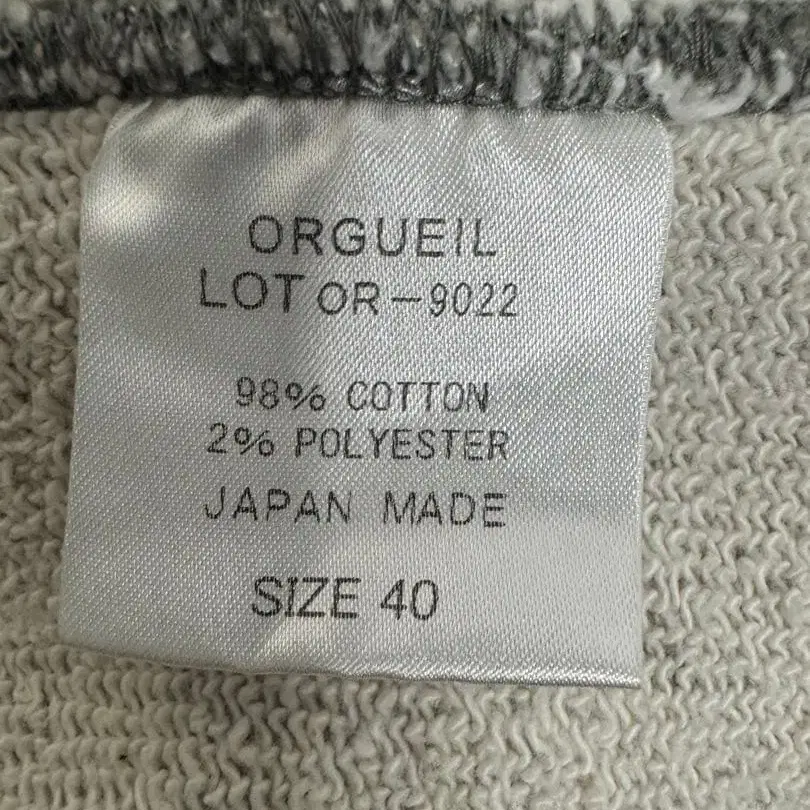 ORGUEIL
LOT OR-9022
98% COTTON
2% POLYESTER
JAPAN MADE
SIZE 40